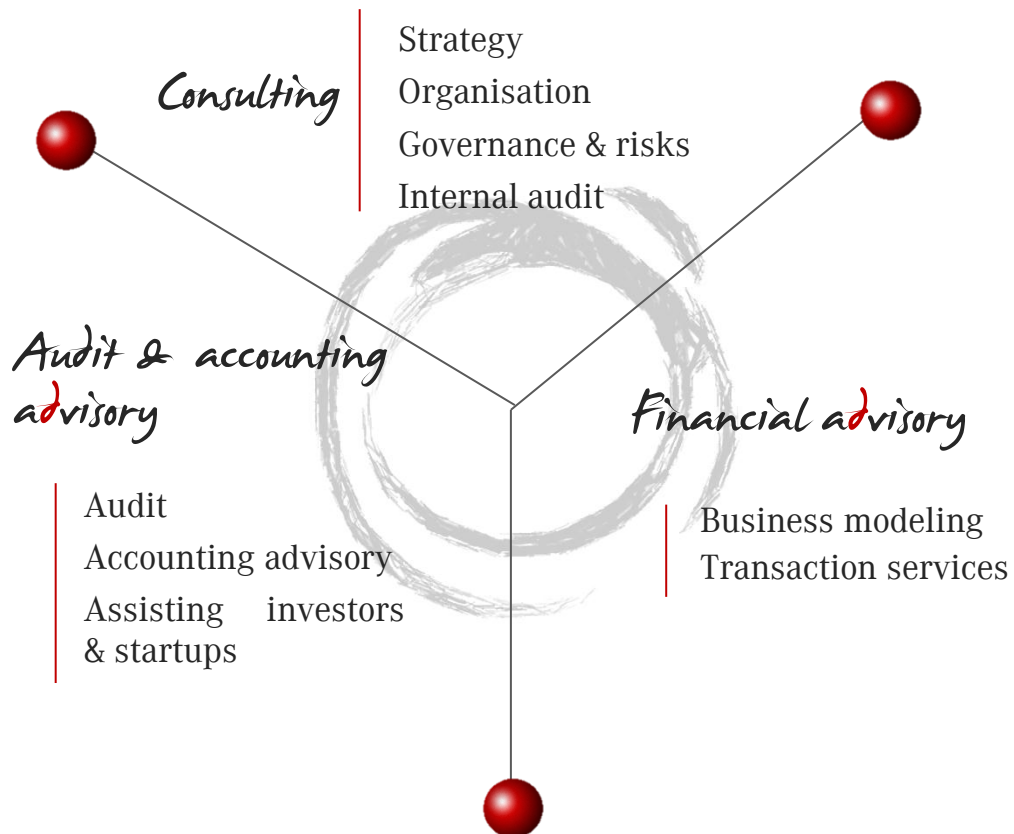 Consulting
Strategy
Organisation
Governance & risks
Internal audit
Audit & accounting
advisory
Audit
Accounting advisory
Assisting investors
& startups
Financial advisory
Business modeling
Transaction services